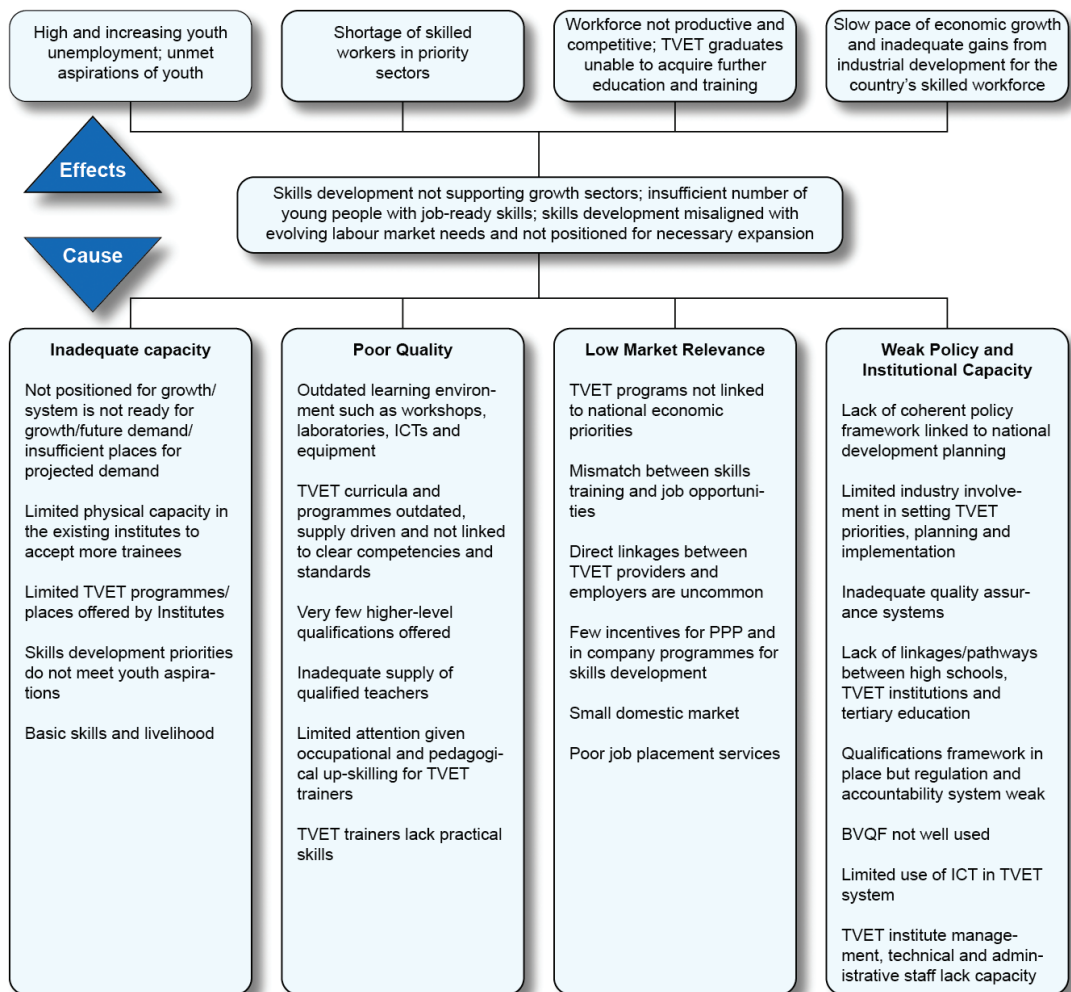 High and increasing youth
unemployment; unmet
aspirations of youth
Shortage of skilled
workers in priority
sectors
Workforce not productive and
competitive; TVET graduates
unable to acquire further
education and training
Slow pace of economic growth
and inadequate gains from
industrial development for the
country's skilled workforce
Effects
Skills development not supporting growth sectors; insufficient number of
young people with job-ready skills; skills development misaligned with
evolving labour market needs and not positioned for necessary expansion
Cause
Inadequate capacity
Not positioned for growth/
system is not ready for
growth/future demand/
insufficient places for
projected demand
Limited physical capacity in
the existing institutes to
accept more trainees
Limited TVET programmes/
places offered by Institutes
Skills development priorities
do not meet youth aspira-
tions
Basic skills and livelihood
Poor Quality
Outdated learning environ-
ment such as workshops,
laboratories, ICTs and
equipment
TVET curricula and
programmes outdated,
supply driven and not linked
to clear competencies and
standards
Very few higher-level
qualifications offered
Inadequate supply of
qualified teachers
Limited attention given
occupational and pedagogi-
cal up-skilling for TVET
trainers
TVET trainers lack practical
skills
Low Market Relevance
TVET programs not linked
to national economic
priorities
Mismatch between skills
training and job opportuni-
ties
Direct linkages between
TVET providers and
employers are uncommon
Few incentives for PPP and
in company programmes for
skills development
Small domestic market
Poor job placement services
Weak Policy and
Institutional Capacity
Lack of coherent policy
framework linked to national
development planning
Limited industry involve-
ment in setting TVET
priorities, planning and
implementation
Inadequate quality assur-
ance systems
Lack of linkages/pathways
between high schools,
TVET institutions and
tertiary education
Qualifications framework in
place but regulation and
accountability system weak
BVQF not well used
Limited use of ICT in TVET
system
TVET institute manage-
ment, technical and admin-
istrative staff lack capacity